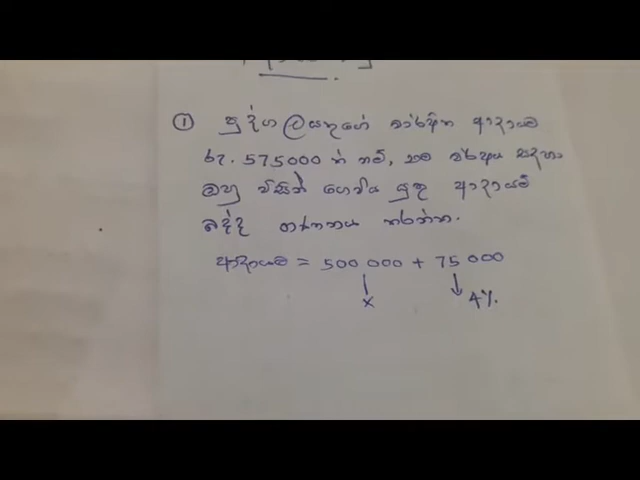 ① පුද්ගලයකුගේ වාර්ෂික ආදායම
රු. 575000 ක් නම්, එම වර්ෂය සඳහා
ඔහු විසින් ගෙවිය යුතු ආදායම්
බද්ද ගණනය කරන්න.
ආදායම = 500 000 + 75 000
x 4%.